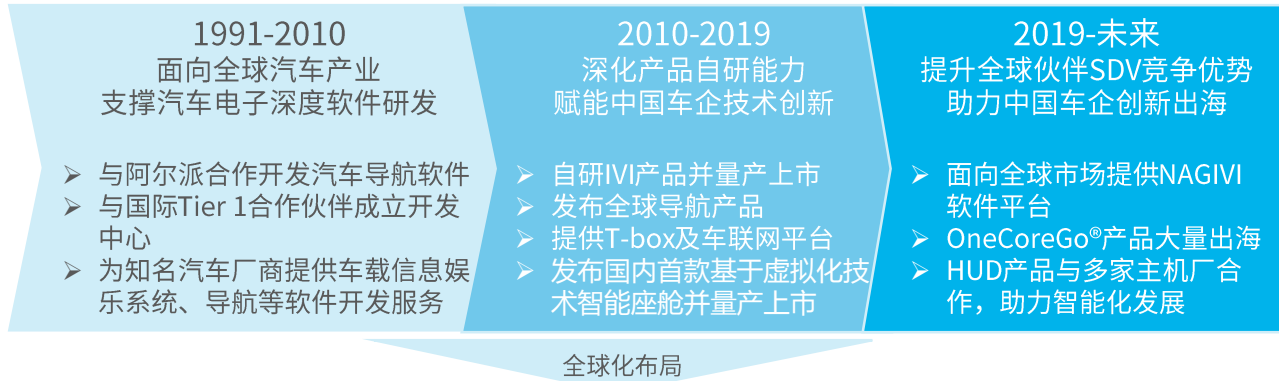 1991-2010
面向全球汽车产业
支撑汽车电子深度软件研发
➢ 与阿尔派合作开发汽车导航软件
➢ 与国际Tier 1合作伙伴成立开发
中心
➢ 为知名汽车厂商提供车载信息娱
乐系统、导航等软件开发服务
2010-2019
深化产品自研能力
赋能中国车企技术创新
➢ 自研IVI产品并量产上市
➢ 发布全球导航产品
➢ 提供T-box及车联网平台
➢ 发布国内首款基于虚拟化技
术智能座舱并量产上市
2019-未来
提升全球伙伴SDV竞争优势
助力中国车企创新出海
➢ 面向全球市场提供NAGIVI
软件平台
➢ OneCoreGo®产品大量出海
➢ HUD产品与多家主机厂合
作，助力智能化发展
全球化布局